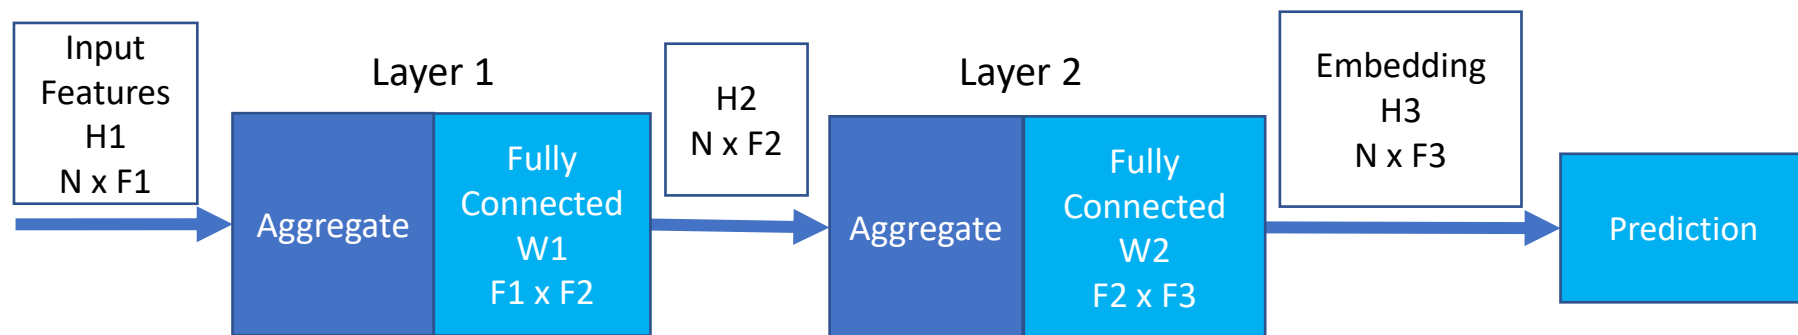 Input
Features
H1
N x F1
Layer 1
Aggregate
Fully
Connected
W1
F1 x F2
H2
N x F2
Layer 2
Aggregate
Fully
Connected
W2
F2 x F3
Embedding
H3
N x F3
Prediction